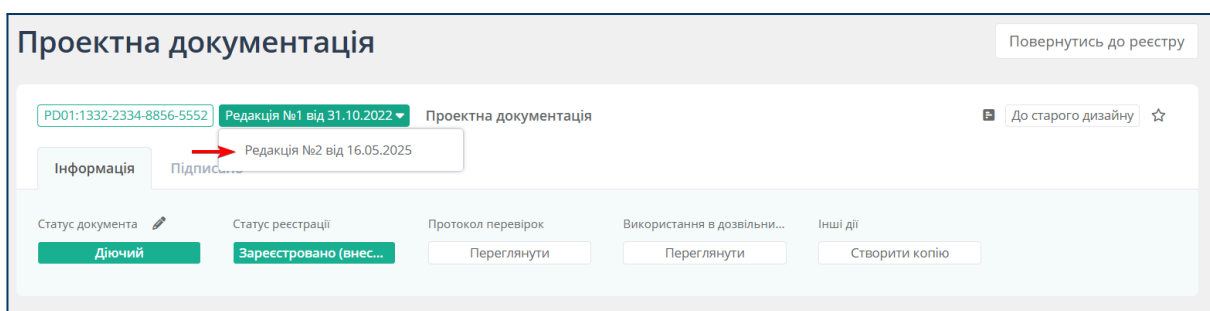 Проектна документація
Повернутись до реєстру
PD01:1332-2334-8856-5552 Редакція №1 від 31.10.2022 Проектна документація До старого дизайну
Редакція №2 від 16.05.2025
Інформація Підписано
Статус документа Статус реєстрації Протокол перевірок Використання в дозвільни... Інші дії
Діючий Зареєстровано (внес... Переглянути Переглянути Створити копію